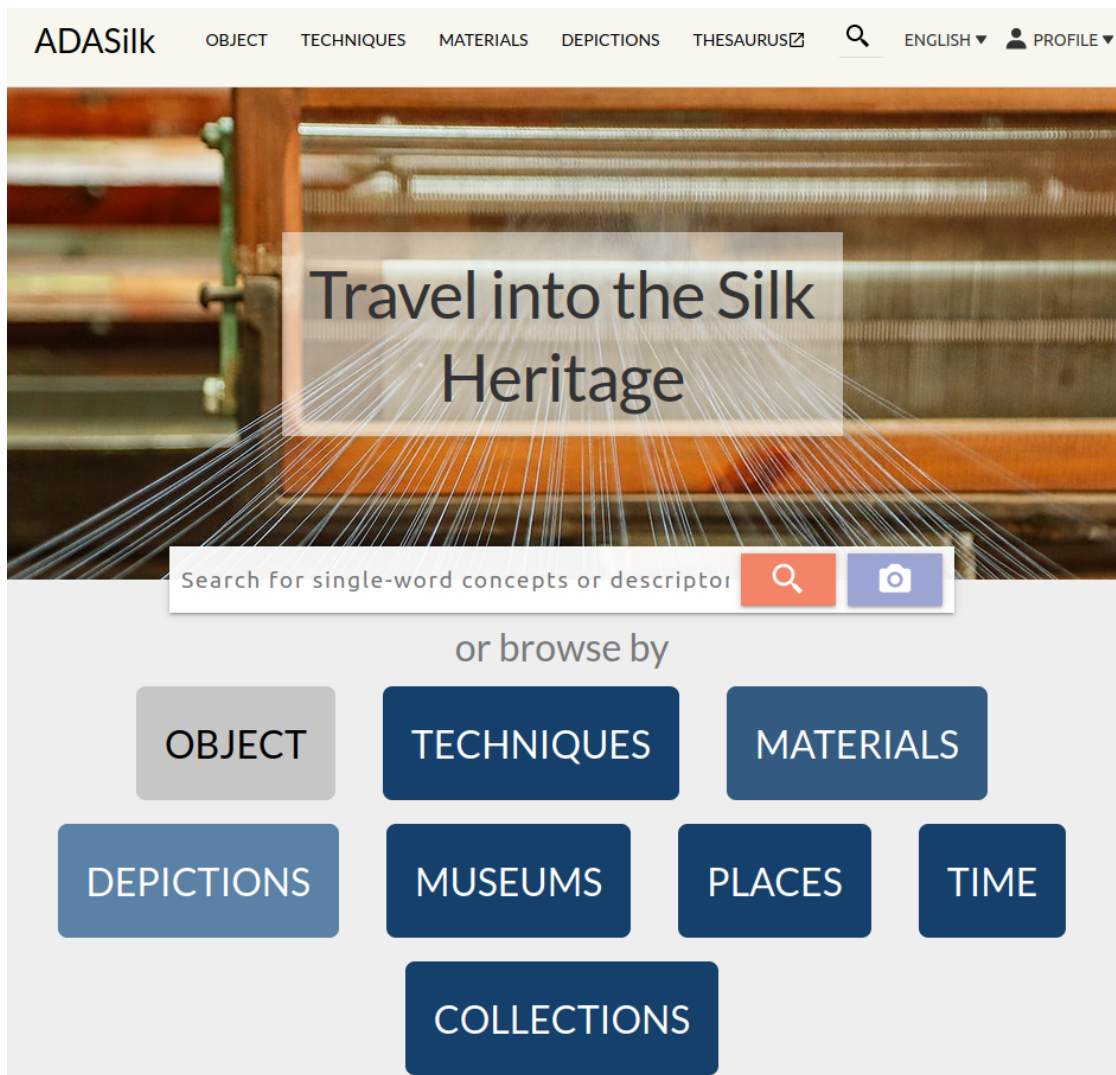 ADASilk OBJECT TECHNIQUES MATERIALS DEPICTIONS THESAURUS ENGLISH PROFILE
Travel into the Silk
Heritage
Search for single-word concepts or descriptor
or browse by
OBJECT TECHNIQUES MATERIALS
DEPICTIONS MUSEUMS PLACES TIME
COLLECTIONS